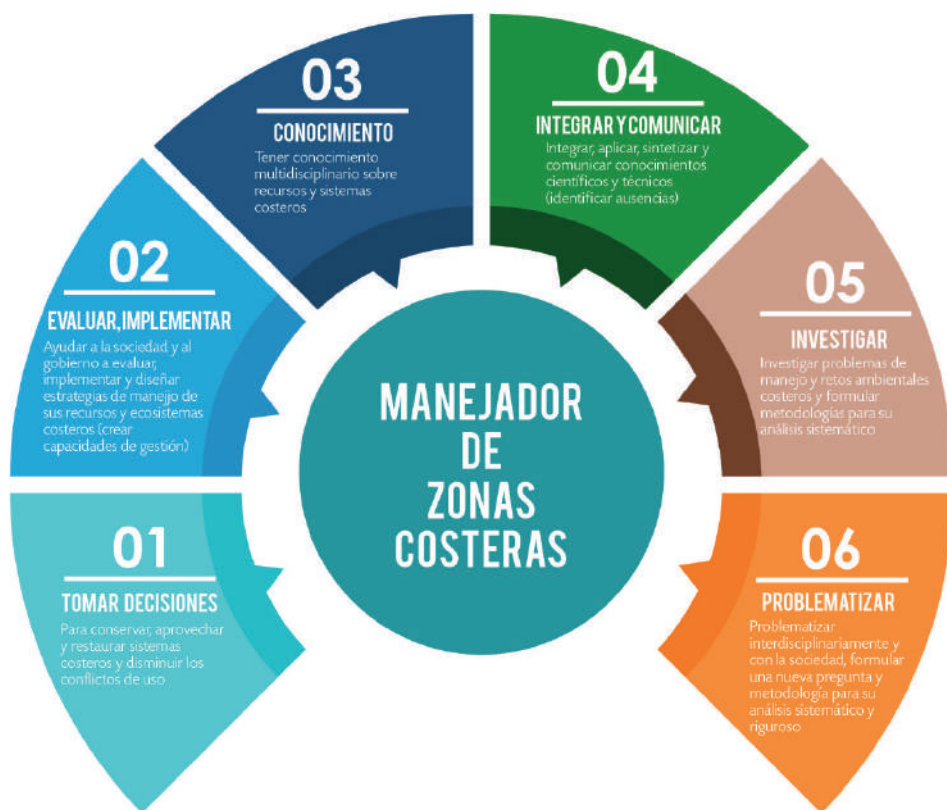 01
TOMAR DECISIONES
Para conservar, aprovechar
y restaurar sistemas
costeros y disminuir los
conflictos de uso
02
EVALUAR, IMPLEMENTAR
Ayudar a la sociedad y al
gobierno a evaluar,
implementar y diseñar
estrategias de manejo de
sus recursos y ecosistemas
costeros (crear
capacidades de gestión)
03
CONOCIMIENTO
Tener conocimiento
multidisciplinario sobre
recursos y sistemas
costeros
04
INTEGRAR Y COMUNICAR
Integrar, aplicar, sintetizar y
comunicar conocimientos
científicos y técnicos
(identificar ausencias)
05
INVESTIGAR
Investigar problemas de
manejo y retos ambientales
costeros y formular
metodologías para su
análisis sistemático
06
PROBLEMATIZAR
Problematizar
interdisciplinariamente y
con la sociedad, formular
una nueva pregunta y
metodología para su
análisis sistemático y
riguroso
MANEJADOR
DE
ZONAS
COSTERAS